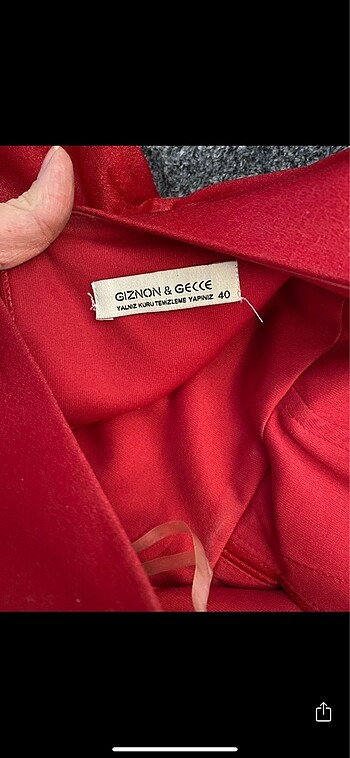 GIZNON & GECCE
YALNIZ KURU TEMİZLEME YAPINIZ 40